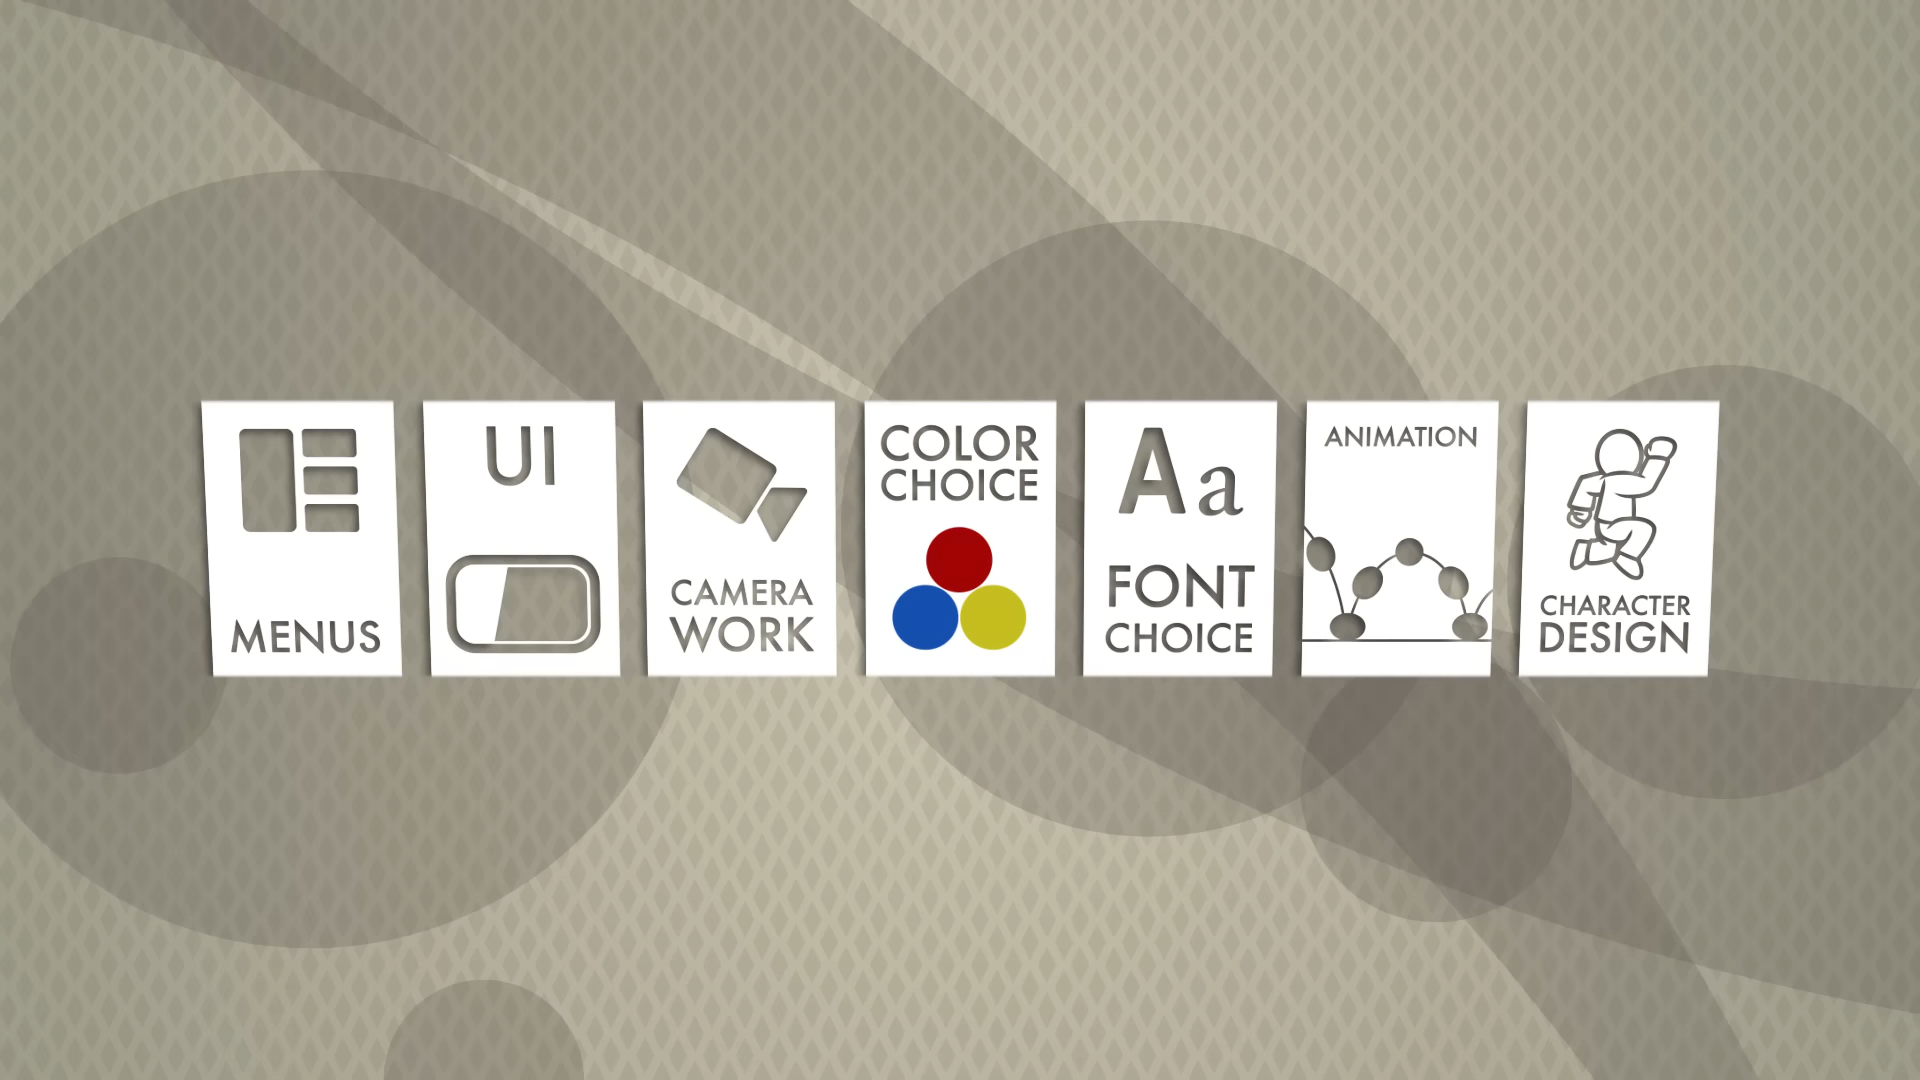 MENUS
UI
CAMERA
WORK
COLOR
CHOICE
Aa
FONT
CHOICE
ANIMATION
CHARACTER
DESIGN